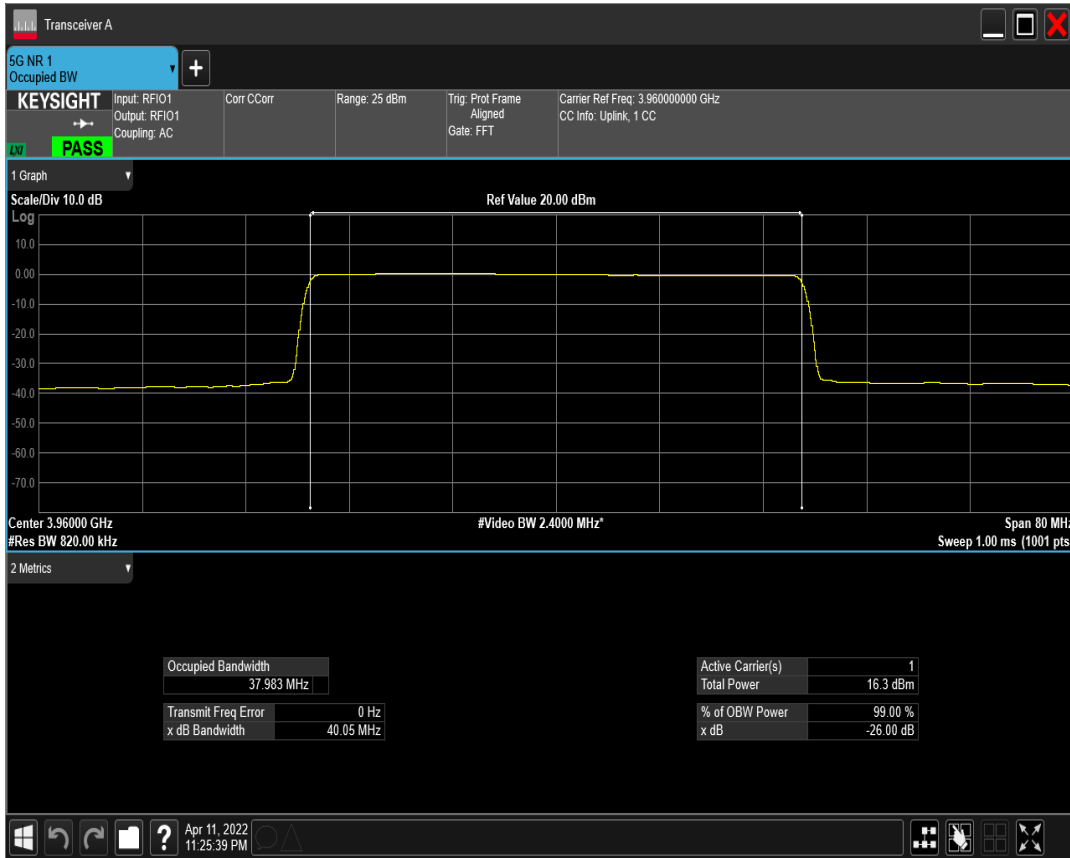 Transceiver A
5G NR 1
Occupied BW
KEYSIGHT
LXI
PASS
Input: RFIO1
Output: RFIO1
Coupling: AC
Corr CCorr
Range: 25 dBm
Trig: Prot Frame
Aligned
Gate: FFT
Carrier Ref Freq: 3.960000000 GHz
CC Info: Uplink, 1 CC
1 Graph
Scale/Div 10.0 dB
Ref Value 20.00 dBm
Log
10.0
0.00
-10.0
-20.0
-30.0
-40.0
-50.0
-60.0
-70.0
Center 3.96000 GHz
#Video BW 2.4000 MHz*
Span 80 MHz
#Res BW 820.00 kHz
Sweep 1.00 ms (1001 pts
2 Metrics
Occupied Bandwidth
37.983 MHz
Transmit Freq Error 0 Hz
x dB Bandwidth 40.05 MHz
Active Carrier(s) 1
Total Power 16.3 dBm
% of OBW Power 99.00 %
x dB -26.00 dB
?
Apr 11, 2022
11:25:39 PM